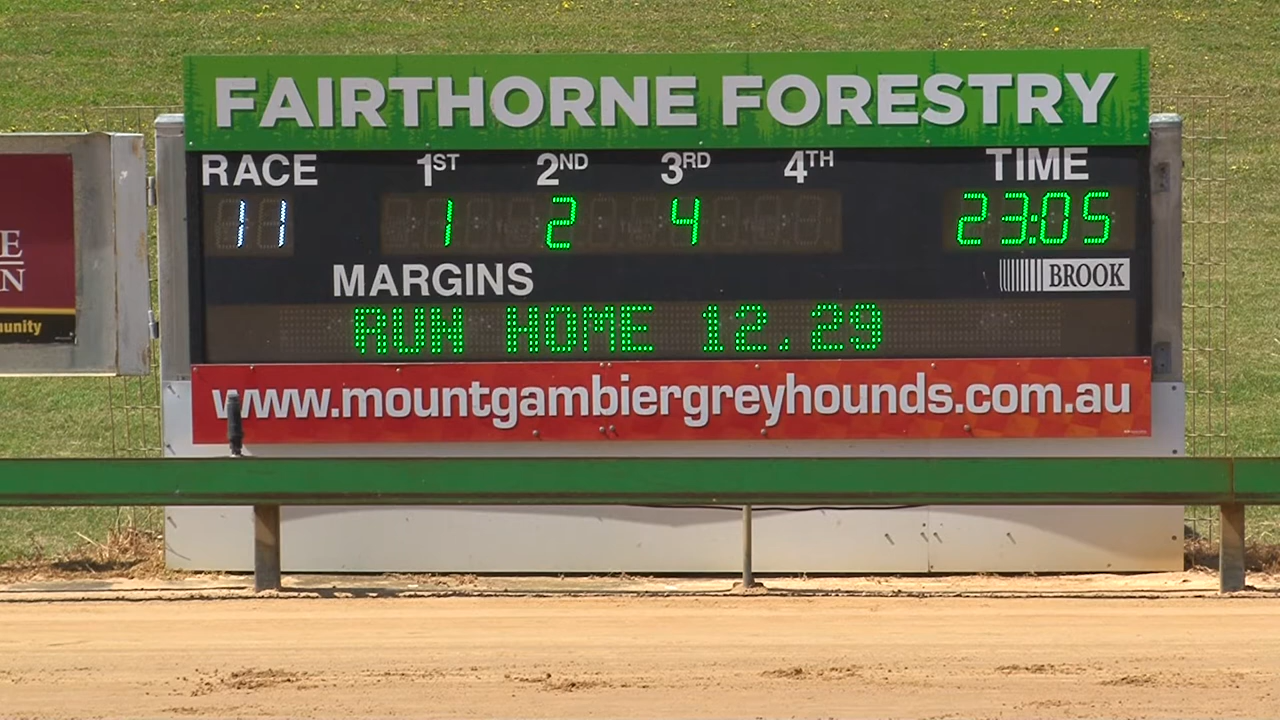 FAIRTHORNE FORESTRY
RACE 1ST 2ND 3RD 4TH TIME
11 1 2 4 23:05
MARGINS
BROOK
RUN HOME 12.29
www.mountgambiergreyhounds.com.au